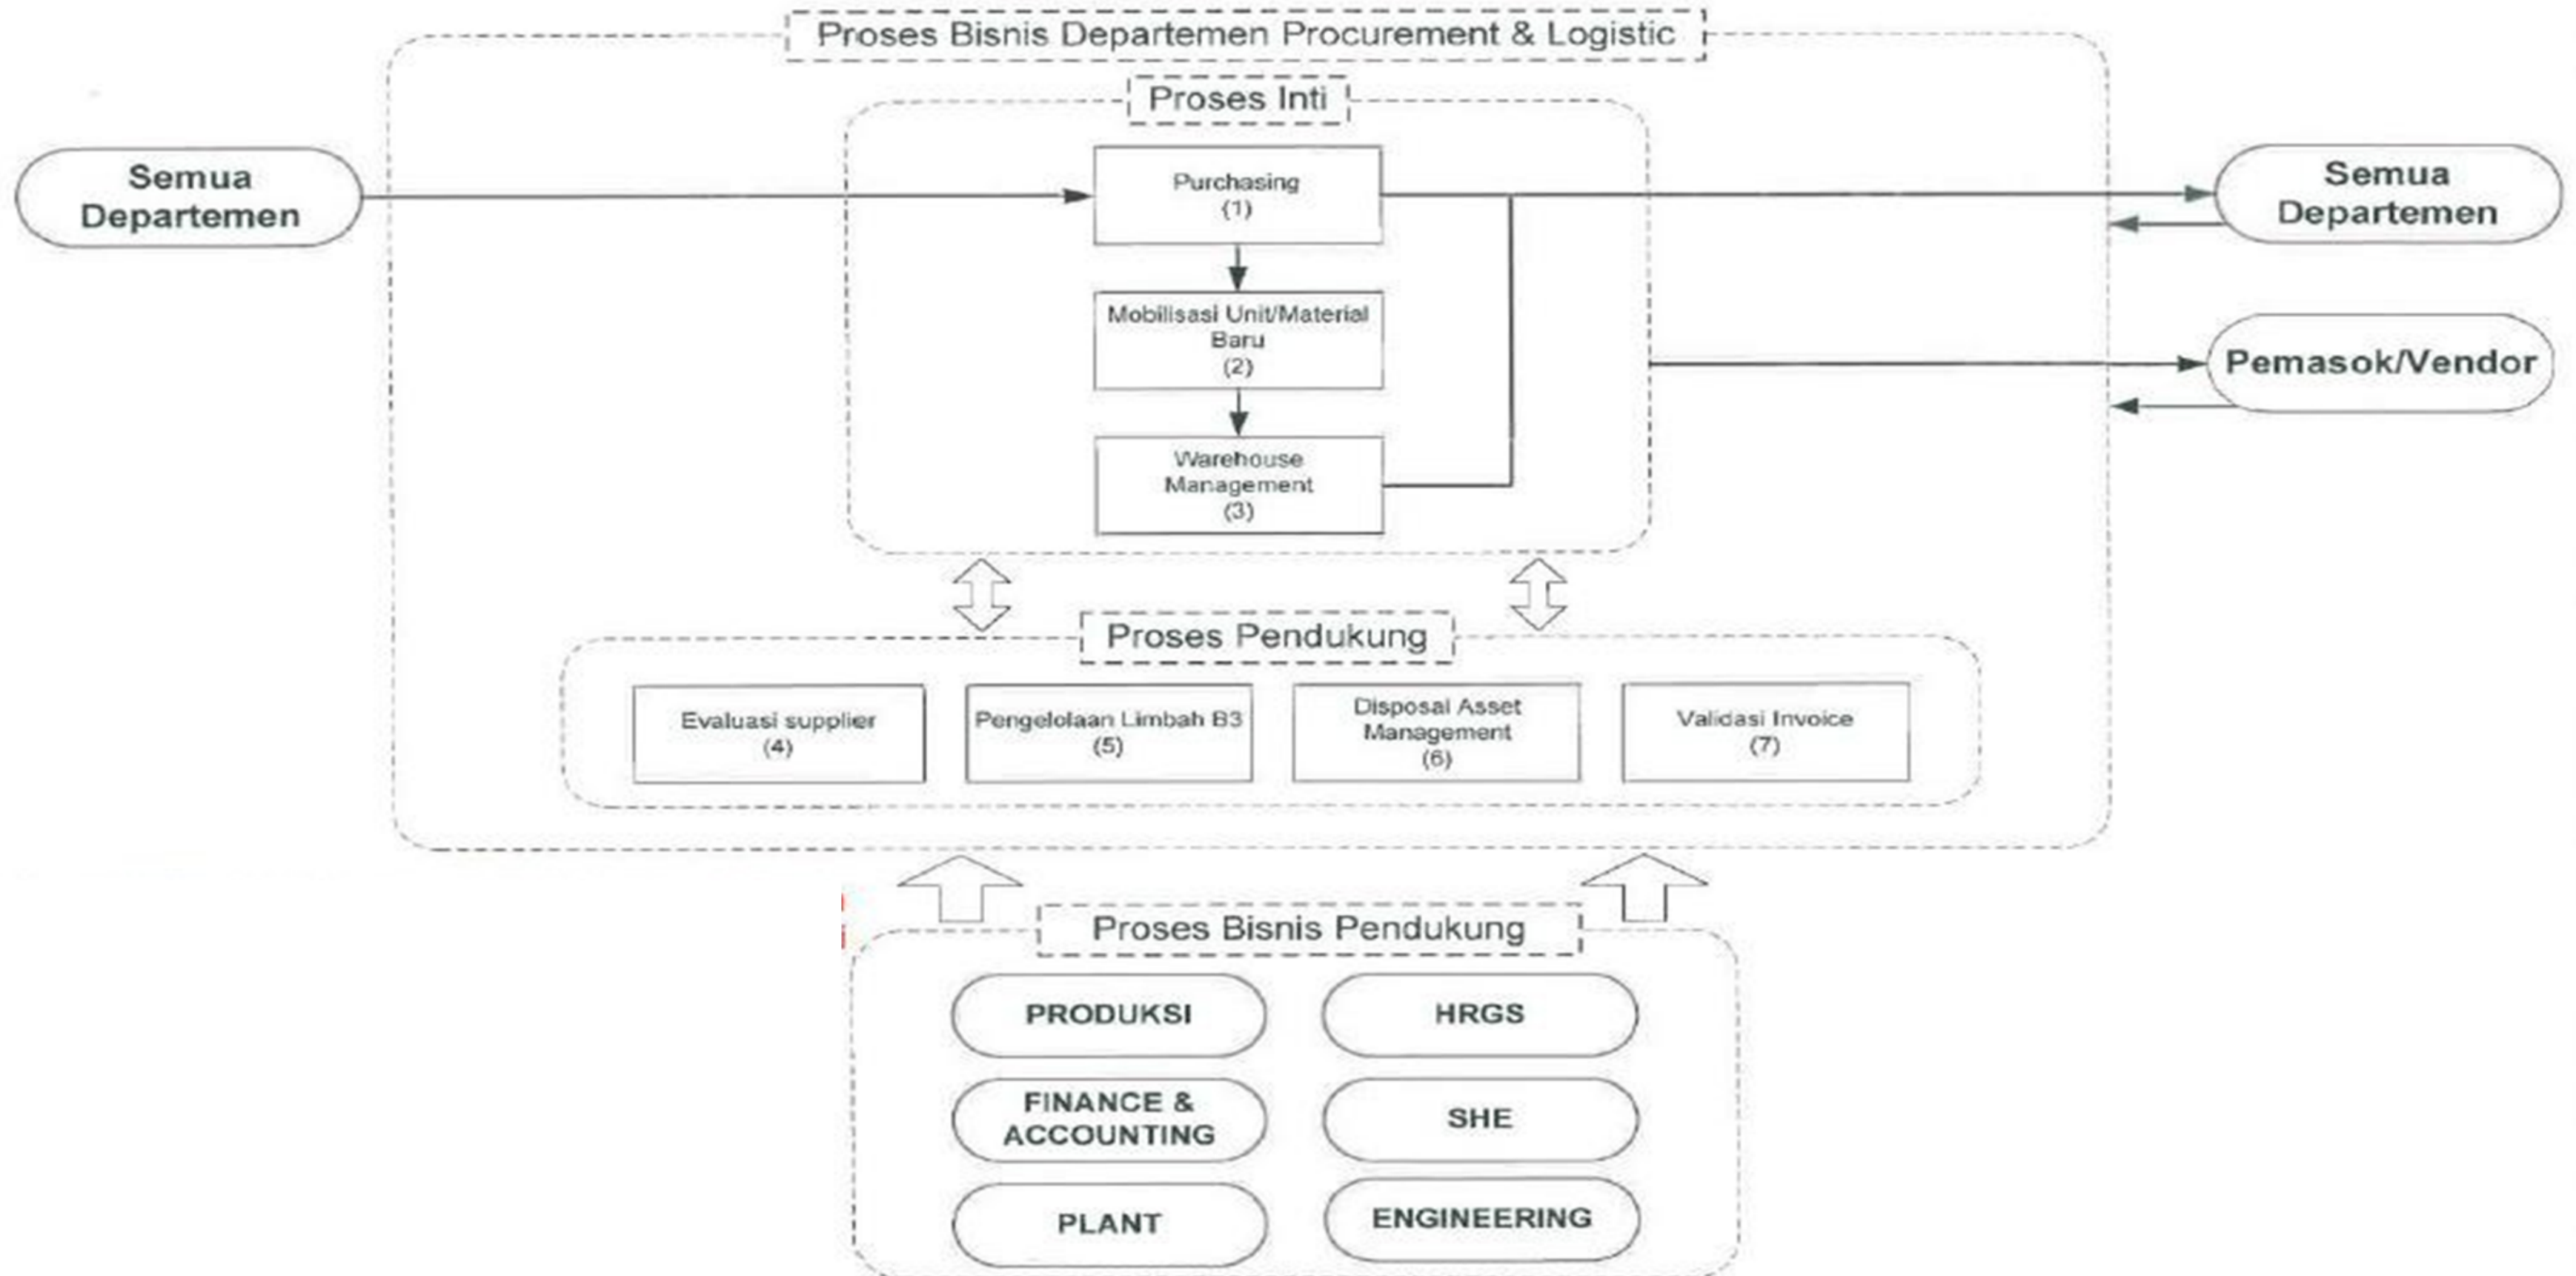 Proses Bisnis Departemen Procurement & Logistic
Proses Inti
Semua
Departemen
Purchasing
(1)
Semua
Departemen
Mobilisasi Unit/Material
Baru
(2)
Pemasok/Vendor
Warehouse
Management
(3)
Proses Pendukung
Evaluasi supplier
(4)
Pengelolaan Limbah B3
(5)
Disposal Asset
Management
(6)
Validasi Invoice
(7)
Proses Bisnis Pendukung
PRODUKSI
HRGS
FINANCE &
ACCOUNTING
SHE
PLANT
ENGINEERING